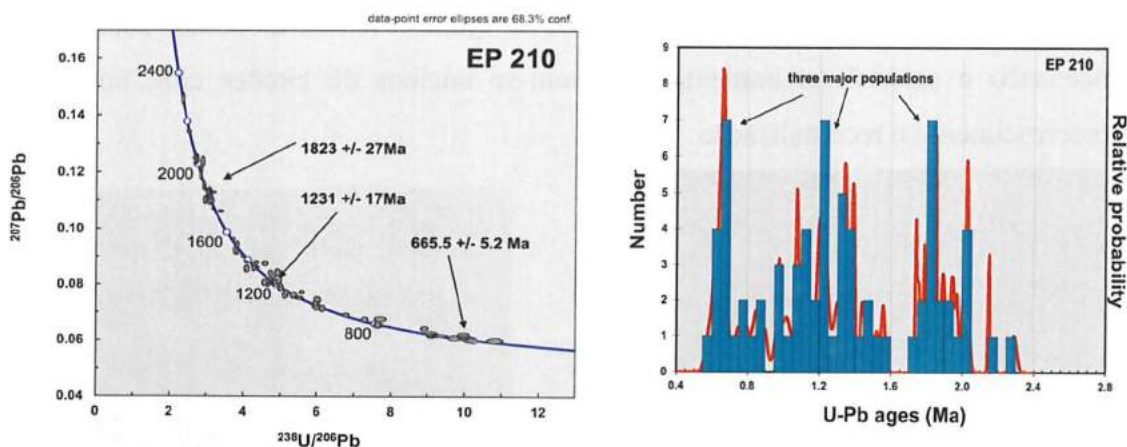 data-point error ellipses are 68.3% conf.
EP 210
0.16
0.14
0.12
0.10
0.08
0.06
0.04
207Pb/206Pb
2400
2000
1600
1200
800
1823 +/- 27Ma
1231 +/- 17Ma
665.5 +/- 5.2 Ma
0 2 4 6 8 10 12
238U/206Pb
EP 210
three major populations
9
8
7
6
5
4
3
2
1
0
Number
Relative probability
0.4 0.8 1.2 1.6 2.0 2.4 2.8
U-Pb ages (Ma)